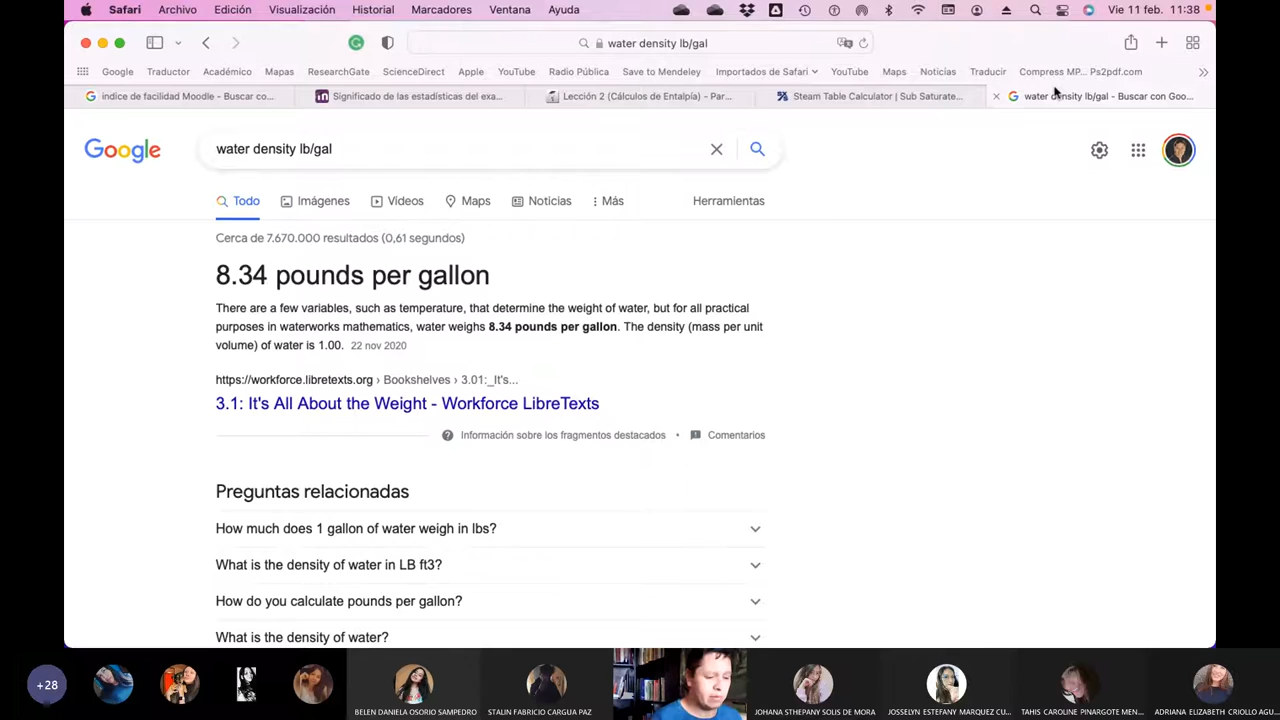 Safari Archivo Edición Visualización Historial Marcadores Ventana Ayuda Vie 11 feb. 11:38
water density lb/gal
Google Traductor Académico Mapas ResearchGate ScienceDirect Apple YouTube Radio Pública Save to Mendeley Importados de Safari YouTube Maps Noticias Traducir Compress MP... Ps2pdf.com
indice de facilidad Moodle - Buscar co... Significado de las estadísticas del exa... Lección 2 (Cálculos de Entalpía) - Par... Steam Table Calculator | Sub Saturate... water density lb/gal - Buscar con Goo...
Google
water density lb/gal
Todo Imágenes Videos Maps Noticias Más Herramientas
Cerca de 7.670.000 resultados (0,61 segundos)
8.34 pounds per gallon
There are a few variables, such as temperature, that determine the weight of water, but for all practical
purposes in waterworks mathematics, water weighs 8.34 pounds per gallon. The density (mass per unit
volume) of water is 1.00. 22 nov 2020
https://workforce.libretexts.org › Bookshelves › 3.01:_It's...
3.1: It's All About the Weight - Workforce LibreTexts
Información sobre los fragmentos destacados • Comentarios
Preguntas relacionadas
How much does 1 gallon of water weigh in lbs?
What is the density of water in LB ft3?
How do you calculate pounds per gallon?
What is the density of water?
+28
BELEN DANIELA OSORIO SAMPEDRO STALIN FABRICIO CARGUA PAZ JOHANA STHEPANY SOLIS DE MORA JOSSELYN ESTEFANY MARQUEZ CU... TAHIS CAROLINE PINARGOTE MEN... ADRIANA ELIZABETH CRIOLLO AGU...